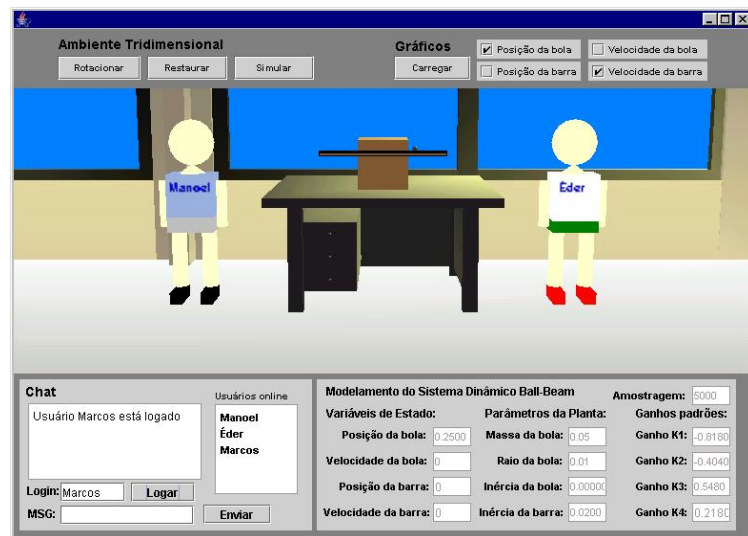 Ambiente Tridimensional
Rotacionar Restaurar Simular
Gráficos
Carregar
Posição da bola Velocidade da bola
Posição da barra Velocidade da barra
Manoel
Éder
Chat
Usuário Marcos está logado
Usuários online
Manoel
Éder
Marcos
Login: Marcos Logar
MSG: Enviar
Modelamento do Sistema Dinâmico Ball-Beam
Amostragem: 5000
Variáveis de Estado: Parâmetros da Planta: Ganhos padrões:
Posição da bola: 0.2500 Massa da bola: 0.05 Ganho K1: -0.8180
Velocidade da bola: 0 Raio da bola: 0.01 Ganho K2: -0.4040
Posição da barra: 0 Inércia da bola: 0.0000 Ganho K3: 0.5480
Velocidade da barra: 0 Inércia da barra: 0.0200 Ganho K4: 0.2180